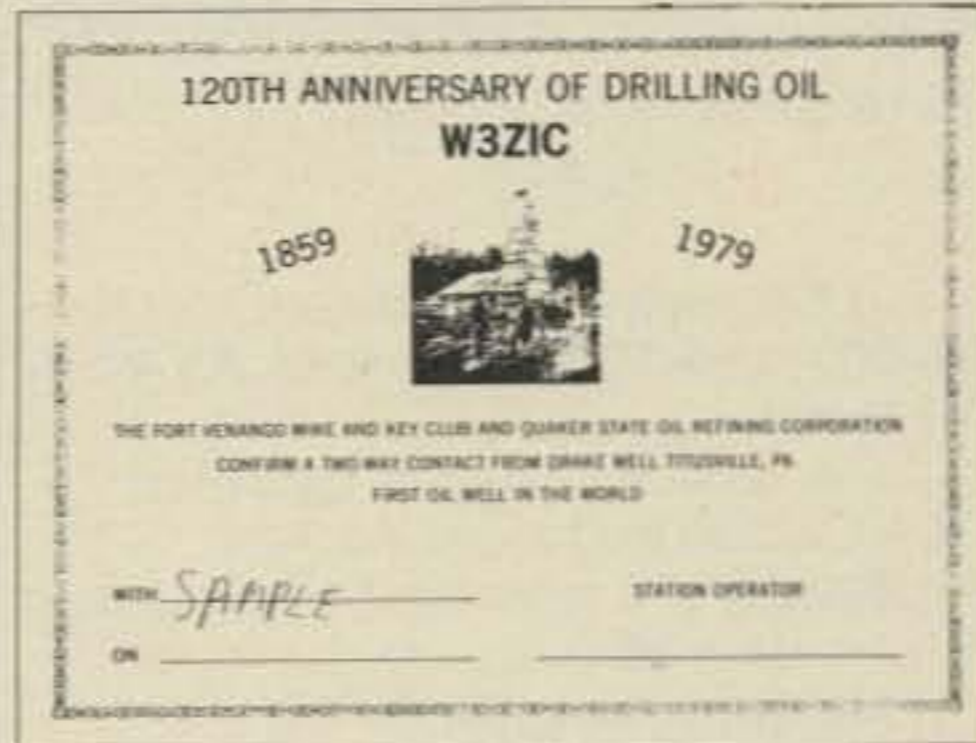 120TH ANNIVERSARY OF DRILLING OIL
W3ZIC
1859
1979
THE FORT VENANGO MIKE AND KEY CLUB AND QUAKER STATE OIL REFINING CORPORATION
CONFIRM A TWO WAY CONTACT FROM DRAKE WELL TITUSVILLE, PA.
FIRST OIL WELL IN THE WORLD
WITH SAMPLE
STATION OPERATOR
ON